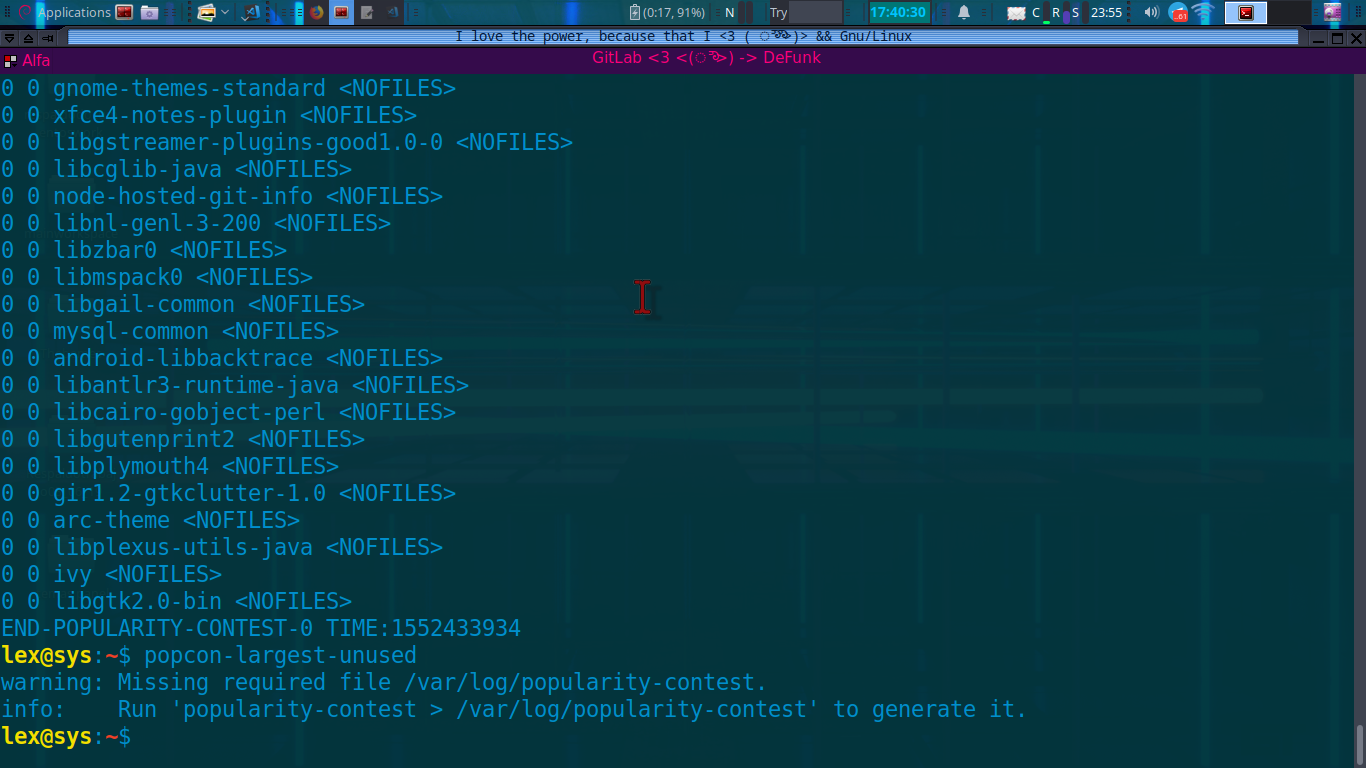 Applications (0:17, 91%) N Try 17:40:30 C R S 23:55
I love the power, because that I <3 ( && Gnu/Linux
Alfa GitLab <3 -> DeFunk
0 0 gnome-themes-standard <NOFILES>
0 0 xfce4-notes-plugin <NOFILES>
0 0 libgstreamer-plugins-good1.0-0 <NOFILES>
0 0 libcglib-java <NOFILES>
0 0 node-hosted-git-info <NOFILES>
0 0 libnl-genl-3-200 <NOFILES>
0 0 libzbar0 <NOFILES>
0 0 libmspack0 <NOFILES>
0 0 libgail-common <NOFILES>
0 0 mysql-common <NOFILES>
0 0 android-libbacktrace <NOFILES>
0 0 libantlr3-runtime-java <NOFILES>
0 0 libcairo-gobject-perl <NOFILES>
0 0 libgutenprint2 <NOFILES>
0 0 libplymouth4 <NOFILES>
0 0 gir1.2-gtkclutter-1.0 <NOFILES>
0 0 arc-theme <NOFILES>
0 0 libplexus-utils-java <NOFILES>
0 0 ivy <NOFILES>
0 0 libgtk2.0-bin <NOFILES>
END-POPULARITY-CONTEST-0 TIME:1552433934
lex@sys:~$ popcon-largest-unused
warning: Missing required file /var/log/popularity-contest.
info:    Run 'popularity-contest > /var/log/popularity-contest' to generate it.
lex@sys:~$